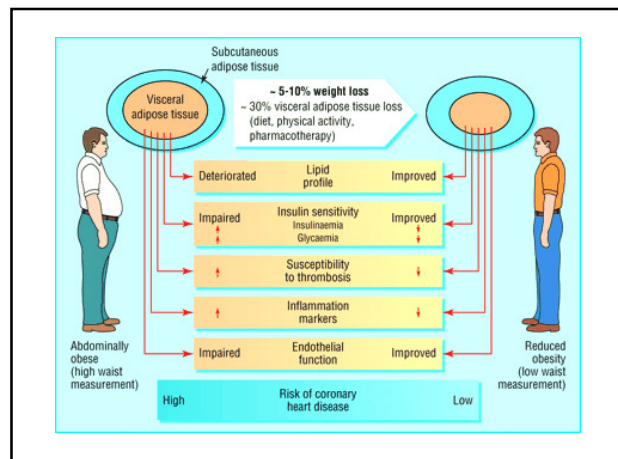 Subcutaneous
adipose tissue
Visceral
adipose tissue
~ 5-10% weight loss
~ 30% visceral adipose tissue loss
(diet, physical activity,
pharmacotherapy)
Deteriorated Lipid profile Improved
Impaired Insulin sensitivity Improved
Insulinaemia
Glycaemia
Susceptibility
to thrombosis
Inflammation
markers
Impaired Endothelial function Improved
Abdominally
obese
(high waist
measurement)
Reduced
obesity
(low waist
measurement)
High Risk of coronary heart disease Low